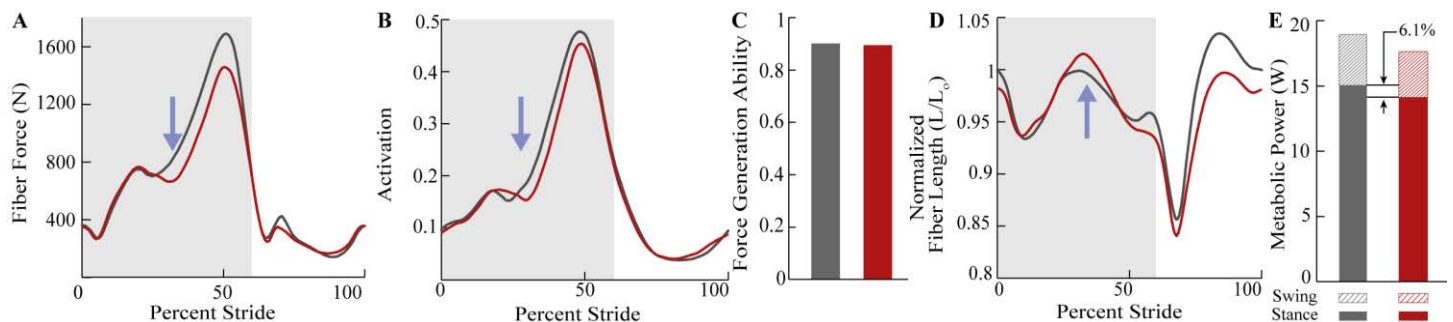 A
Fiber Force (N)
1600
1200
800
400
0
50
100
Percent Stride
B
Activation
0.5
0.4
0.3
0.2
0.1
0
50
100
Percent Stride
C
Force Generation Ability
1
0.8
0.6
0.4
0.2
0
D
Normalized
Fiber Length (L/Lo)
1.05
1
0.95
0.9
0.85
0.8
0
50
100
Percent Stride
E
Metabolic Power (W)
20
15
10
5
0
6.1%
Swing
Stance